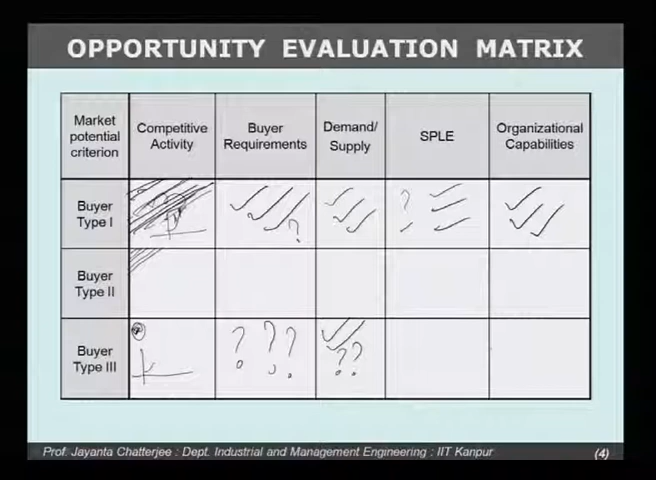 OPPORTUNITY EVALUATION MATRIX
Market potential criterion
Competitive Activity
Buyer Requirements
Demand/ Supply
SPLE
Organizational Capabilities
Buyer Type I
?
?
Buyer Type II
Buyer Type III
? ? ?
? ?
Prof. Jayanta Chatterjee : Dept. Industrial and Management Engineering : IIT Kanpur
(4)